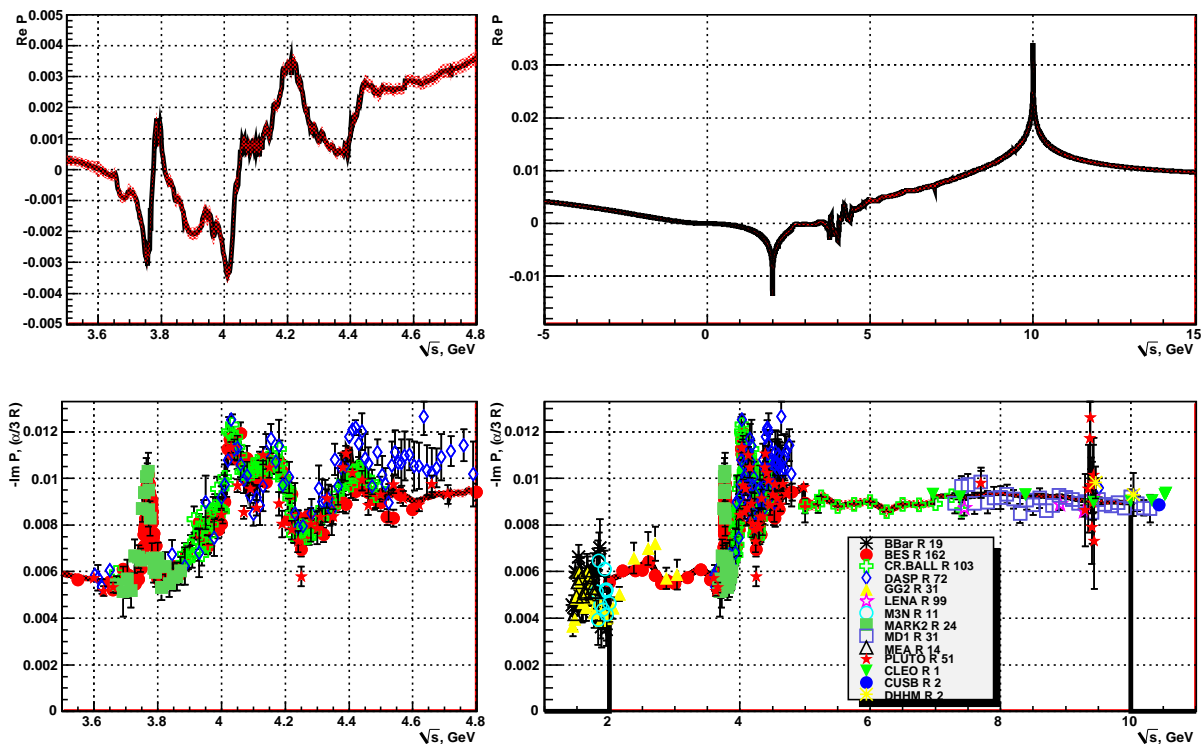 Re P
0.005
0.004
0.003
0.002
0.001
0
-0.001
-0.002
-0.003
-0.004
-0.005
3.6 3.8 4 4.2 4.4 4.6 4.8
√s, GeV
Re P
0.03
0.02
0.01
0
-0.01
-5 0 5 10 15
√s, GeV
-Im P, (α/3 R)
0.012
0.01
0.008
0.006
0.004
0.002
0
3.6 3.8 4 4.2 4.4 4.6 4.8
√s, GeV
-Im P, (α/3 R)
0.012
0.01
0.008
0.006
0.004
0.002
0
2 4 6 8 10
√s, GeV
BBar R 19
BES R 162
CR.BALL R 103
DASP R 72
GG2 R 31
LENA R 99
M3N R 11
MARK2 R 24
MD1 R 31
MEA R 14
PLUTO R 51
CLEO R 1
CUSB R 2
DHHM R 2